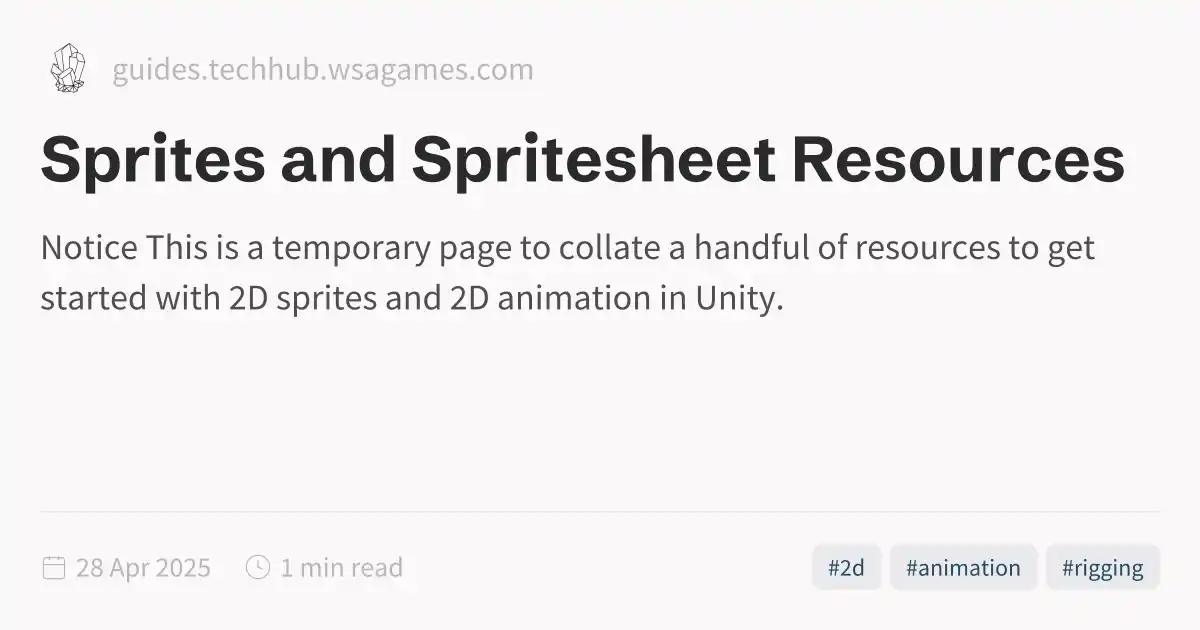 guides.techhub.wsagames.com
Sprites and Spritesheet Resources
Notice This is a temporary page to collate a handful of resources to get
started with 2D sprites and 2D animation in Unity.
28 Apr 2025 1 min read #2d #animation #rigging